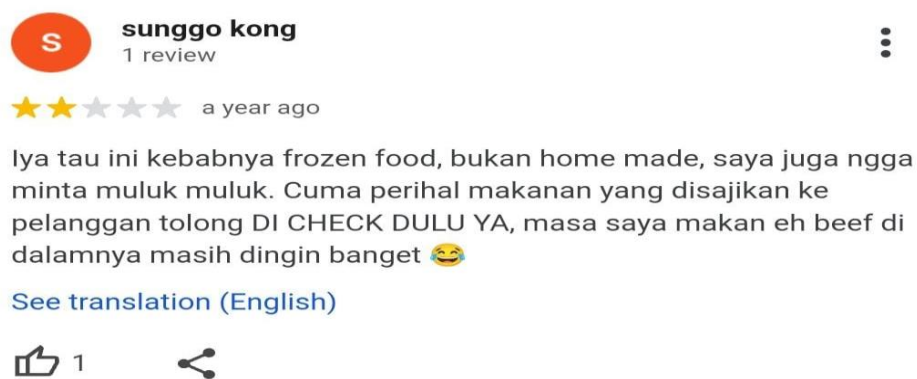 S
sunggo kong
1 review
a year ago
Iya tau ini kebabnya frozen food, bukan home made, saya juga ngga
minta muluk muluk. Cuma perihal makanan yang disajikan ke
pelanggan tolong DI CHECK DULU YA, masa saya makan eh beef di
dalamnya masih dingin banget 😂
See translation (English)
1